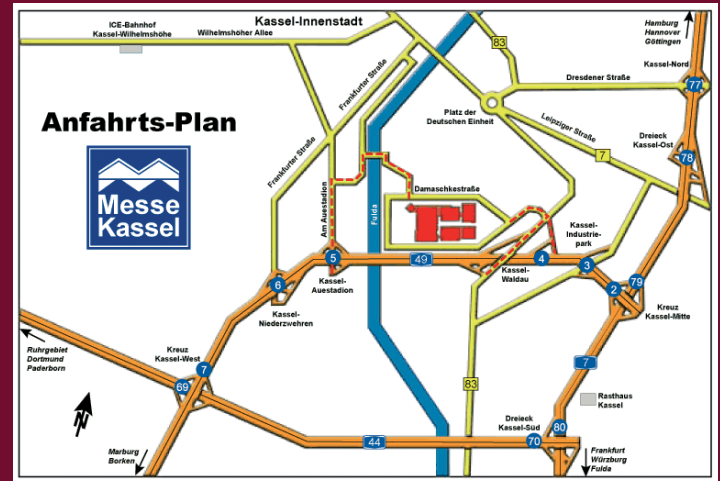 ICE-Bahnhof
Kassel-Wilhelmshöhe
Kassel-Innenstadt
Wilhelmshöher Allee
Hamburg
Hannover
Göttingen
83
Kassel-Nord
77
Dresdener Straße
Frankfurter Straße
Platz der
Deutschen Einheit
Leipziger Straße
7
Dreieck
Kassel-Ost
78
Anfahrts-Plan
Messe
Kassel
Frankfurter Straße
Am Auestadion
Fulda
Damaschkestraße
Kassel-
Industrie-
park
5
49
4
3
Kassel-
Auestadion
Kassel-
Waldau
6
Kassel-
Niederzwehren
2
79
Kreuz
Kassel-Mitte
Ruhrgebiet
Dortmund
Paderborn
Kreuz
Kassel-West
7
69
7
83
Rasthaus
Kassel
N
Marburg
Borken
44
Dreieck
Kassel-Süd
70
80
Frankfurt
Würzburg
Fulda